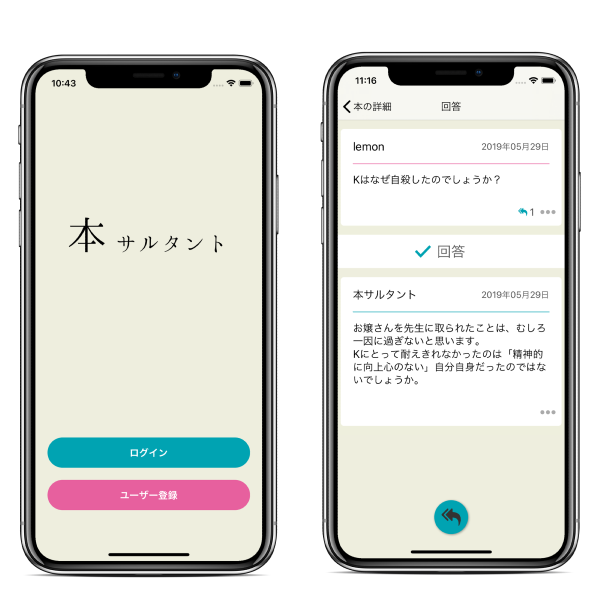 10:43
本 サルタント
ログイン
ユーザー登録
11:16
本の詳細
回答
lemon
2019年05月29日
Kはなぜ自殺したのでしょうか？
1
回答
本サルタント
2019年05月29日
お嬢さんを先生に取られたことは、むしろ
一因に過ぎないと思います。
Kにとって耐えきれなかったのは「精神的
に向上心のない」自分自身だったのではな
いでしょうか。